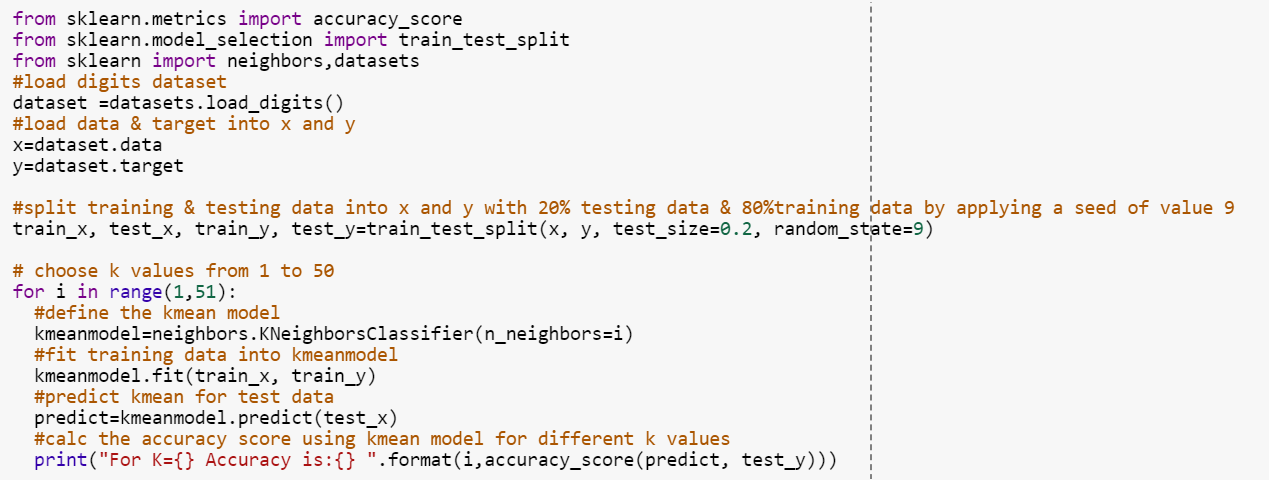 from sklearn.metrics import accuracy_score
from sklearn.model_selection import train_test_split
from sklearn import neighbors,datasets
#load digits dataset
dataset =datasets.load_digits()
#load data & target into x and y
x=dataset.data
y=dataset.target
#split training & testing data into x and y with 20% testing data & 80%training data by applying a seed of value 9
train_x, test_x, train_y, test_y=train_test_split(x, y, test_size=0.2, random_state=9)
# choose k values from 1 to 50
for i in range(1,51):
  #define the kmean model
  kmeanmodel=neighbors.KNeighborsClassifier(n_neighbors=i)
  #fit training data into kmeanmodel
  kmeanmodel.fit(train_x, train_y)
  #predict kmean for test data
  predict=kmeanmodel.predict(test_x)
  #calc the accuracy score using kmean model for different k values
  print("For K={} Accuracy is:{} ".format(i,accuracy_score(predict, test_y)))